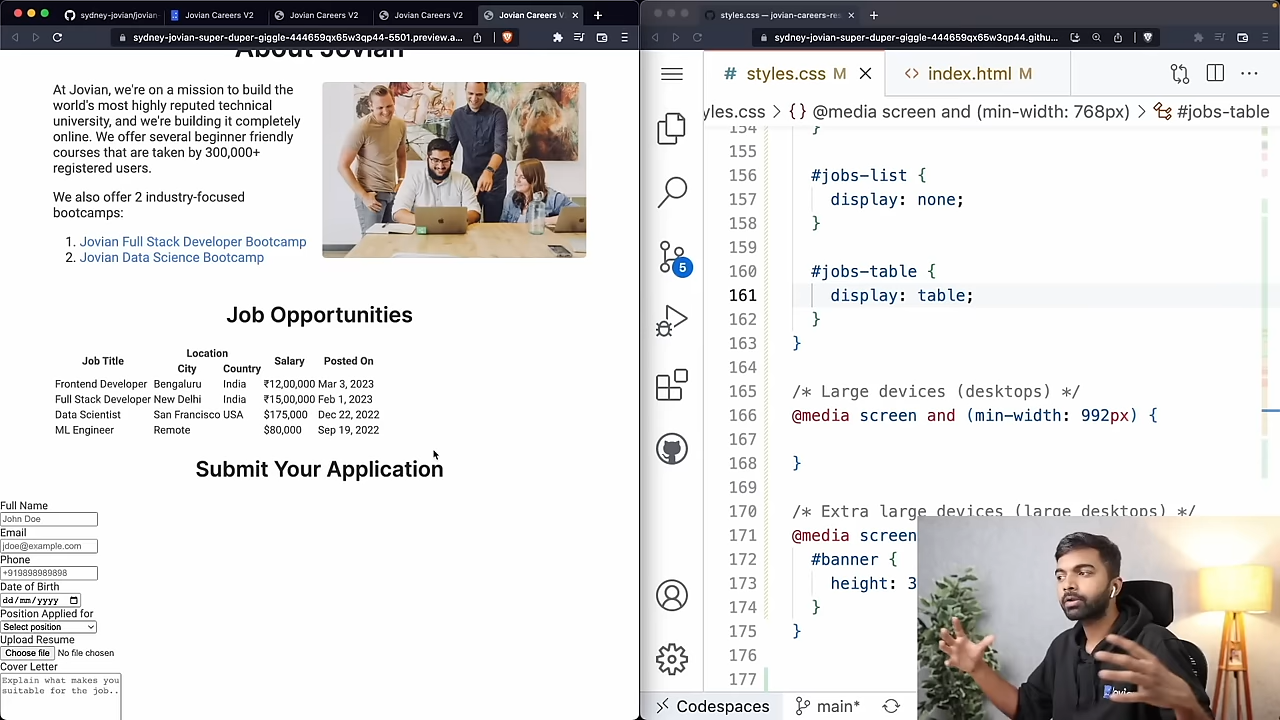 sydney-jovian/jovian-
Jovian Careers V2
Jovian Careers V2
Jovian Careers V2
Jovian Careers V
sydney-jovian-super-duper-giggle-444659qx65w3qp44-5501.preview.a...
About Jovian
At Jovian, we're on a mission to build the
world's most highly reputed technical
university, and we're building it completely
online. We offer several beginner friendly
courses that are taken by 300,000+
registered users.
We also offer 2 industry-focused
bootcamps:
1. Jovian Full Stack Developer Bootcamp
2. Jovian Data Science Bootcamp
Job Opportunities
Job Title Location Salary Posted On
City Country
Frontend Developer Bengaluru India ₹12,00,000 Mar 3, 2023
Full Stack Developer New Delhi India ₹15,00,000 Feb 1, 2023
Data Scientist San Francisco USA $175,000 Dec 22, 2022
ML Engineer Remote $80,000 Sep 19, 2022
Submit Your Application
Full Name
John Doe
Email
jdoe@example.com
Phone
+919898989898
Date of Birth
dd/mm/yyyy
Position Applied for
Select position
Upload Resume
Choose file No file chosen
Cover Letter
Explain what makes you
suitable for the job..
styles.css — jovian-careers-res
sydney-jovian-super-duper-giggle-444659qx65w3qp44.githu...
# styles.css M
<> index.html M
yles.css > {} @media screen and (min-width: 768px) > #jobs-table
154 }
155
156 #jobs-list {
157 display: none;
158 }
159
160 #jobs-table {
161 display: table;
162 }
163 }
164
165 /* Large devices (desktops) */
166 @media screen and (min-width: 992px) {
167
168 }
169
170 /* Extra large devices (large desktops) */
171 @media screen
172 #banner {
173 height: 3
174 }
175 }
176
177
5
Codespaces main*